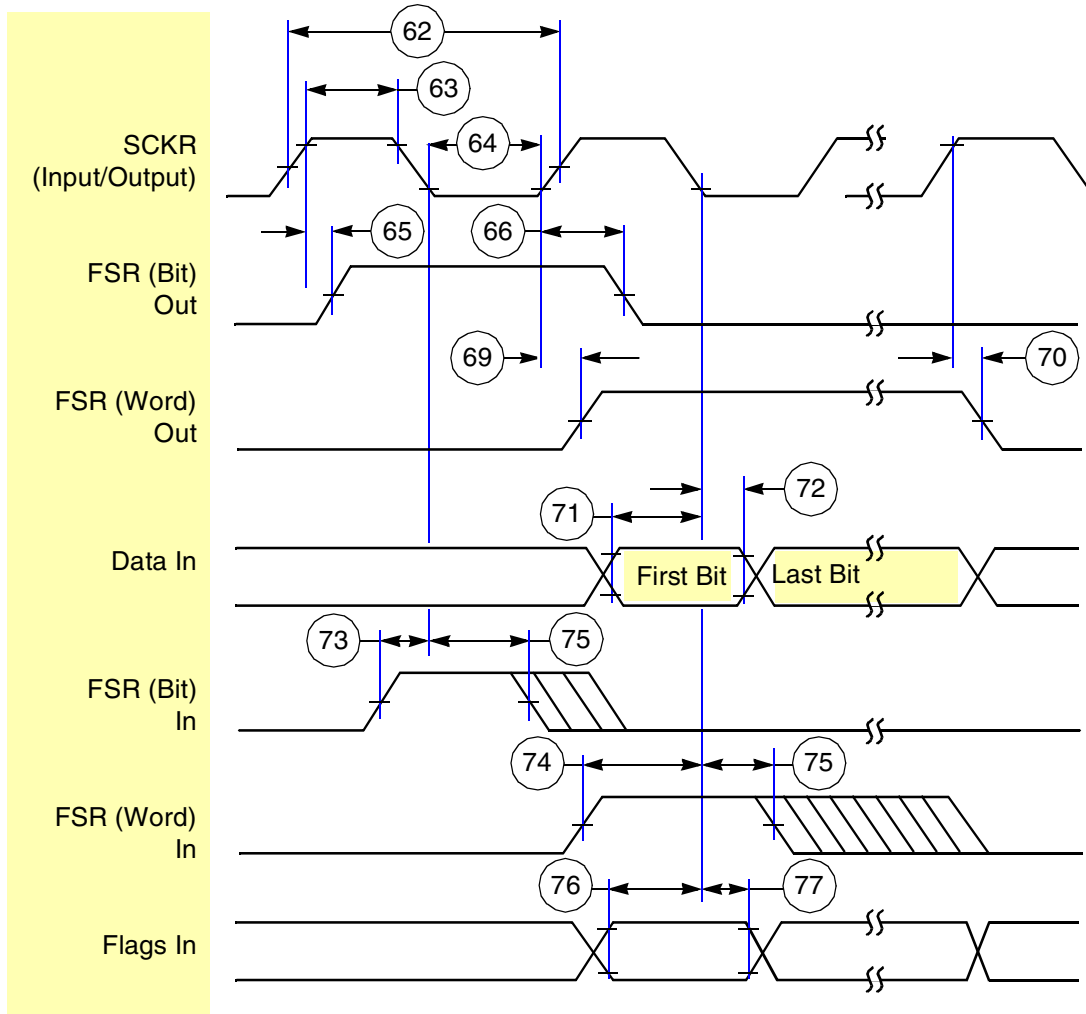 62
63
SCKR
(Input/Output)
64
65
66
FSR (Bit)
Out
69
70
FSR (Word)
Out
71
72
Data In
First Bit
Last Bit
73
75
FSR (Bit)
In
74
75
FSR (Word)
In
76
77
Flags In